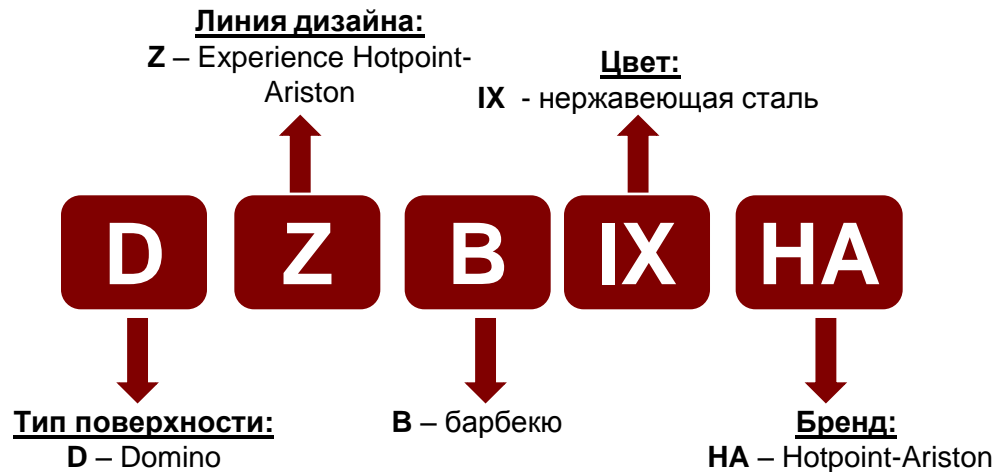 Линия дизайна:
Z – Experience Hotpoint-
Ariston
Цвет:
IX - нержавеющая сталь
D Z B IX HA
Тип поверхности:
D – Domino
B – барбекю
Бренд:
HA – Hotpoint-Ariston